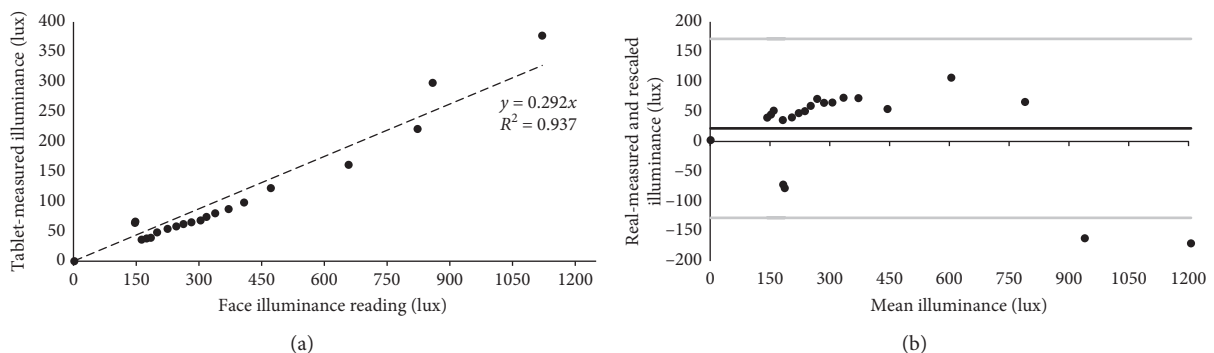 400
350
300
250
200
150
100
50
0
Tablet-measured illuminance (lux)
y = 0.292x
R² = 0.937
0 150 300 450 600 750 900 1050 1200
Face illuminance reading (lux)
(a)
200
150
100
50
0
−50
−100
−150
−200
Real-measured and rescaled
illuminance (lux)
0 150 300 450 600 750 900 1050 1200
Mean illuminance (lux)
(b)